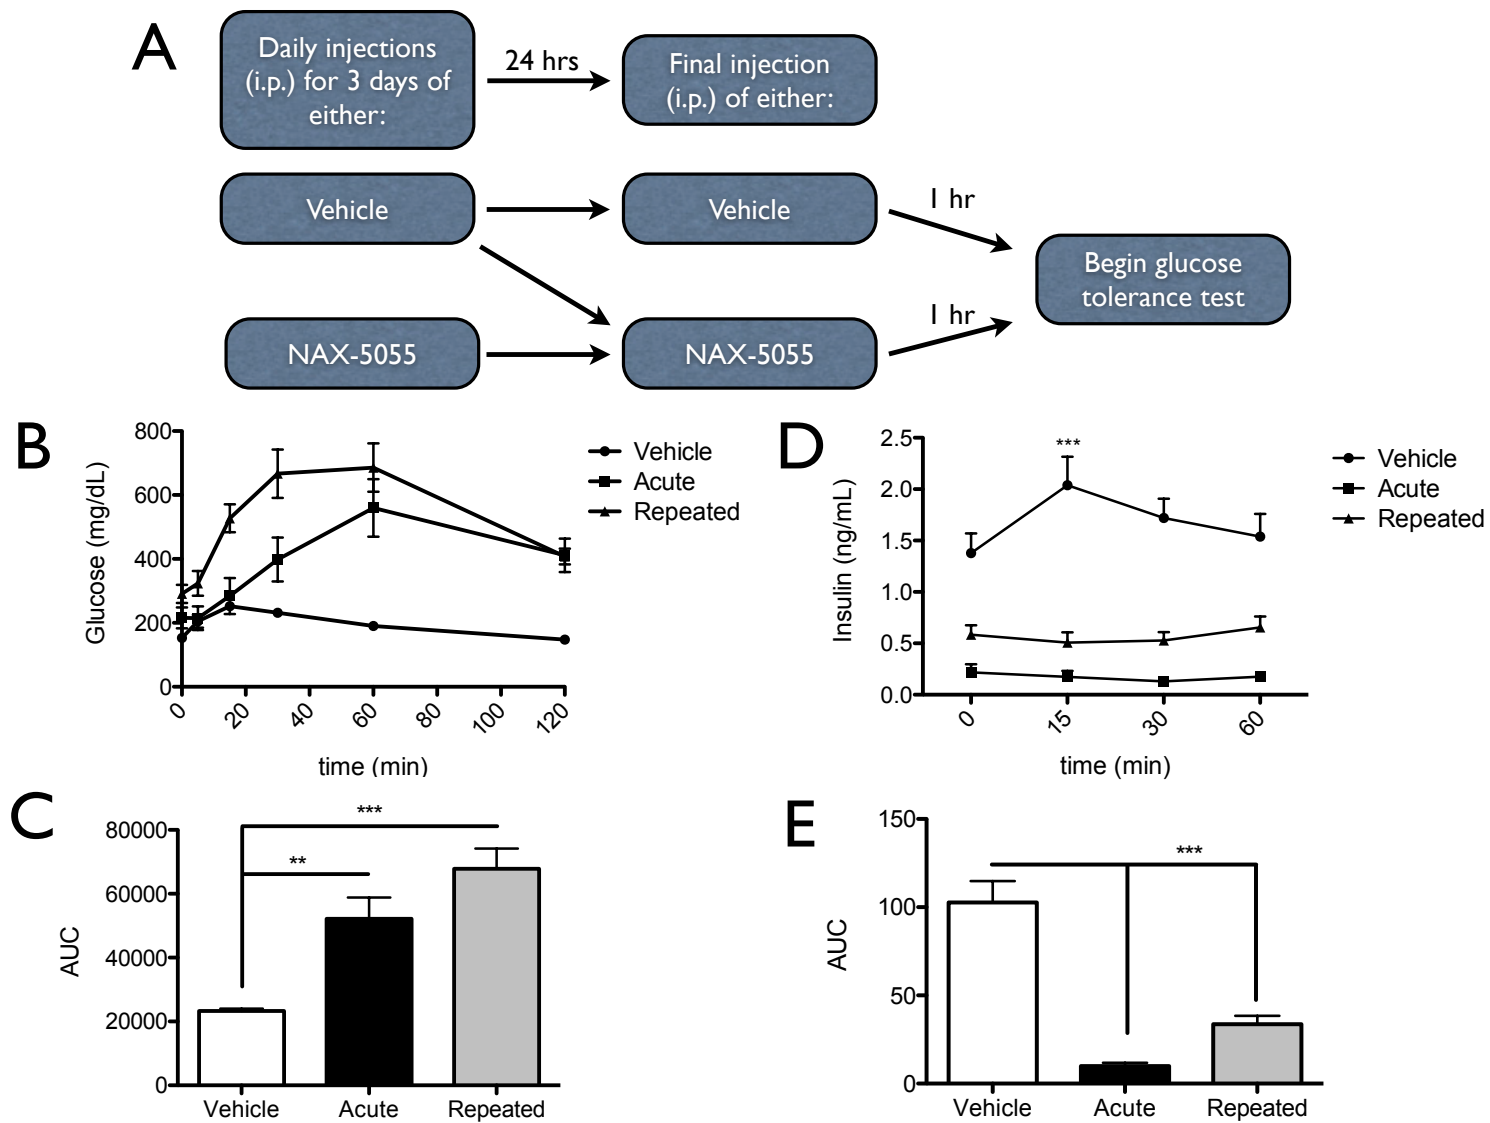 A
Daily injections
(i.p.) for 3 days of
either:
24 hrs
Final injection
(i.p.) of either:
Vehicle
Vehicle
1 hr
Begin glucose
tolerance test
1 hr
NAX-5055
NAX-5055
B
Glucose (mg/dL)
800
600
400
200
0
0
20
40
60
80
100
120
time (min)
Vehicle
Acute
Repeated
D
Insulin (ng/mL)
2.5
2.0
1.5
1.0
0.5
0.0
***
0
15
30
60
time (min)
Vehicle
Acute
Repeated
C
AUC
80000
60000
40000
20000
0
***
**
Vehicle
Acute
Repeated
E
AUC
150
100
50
0
***
Vehicle
Acute
Repeated